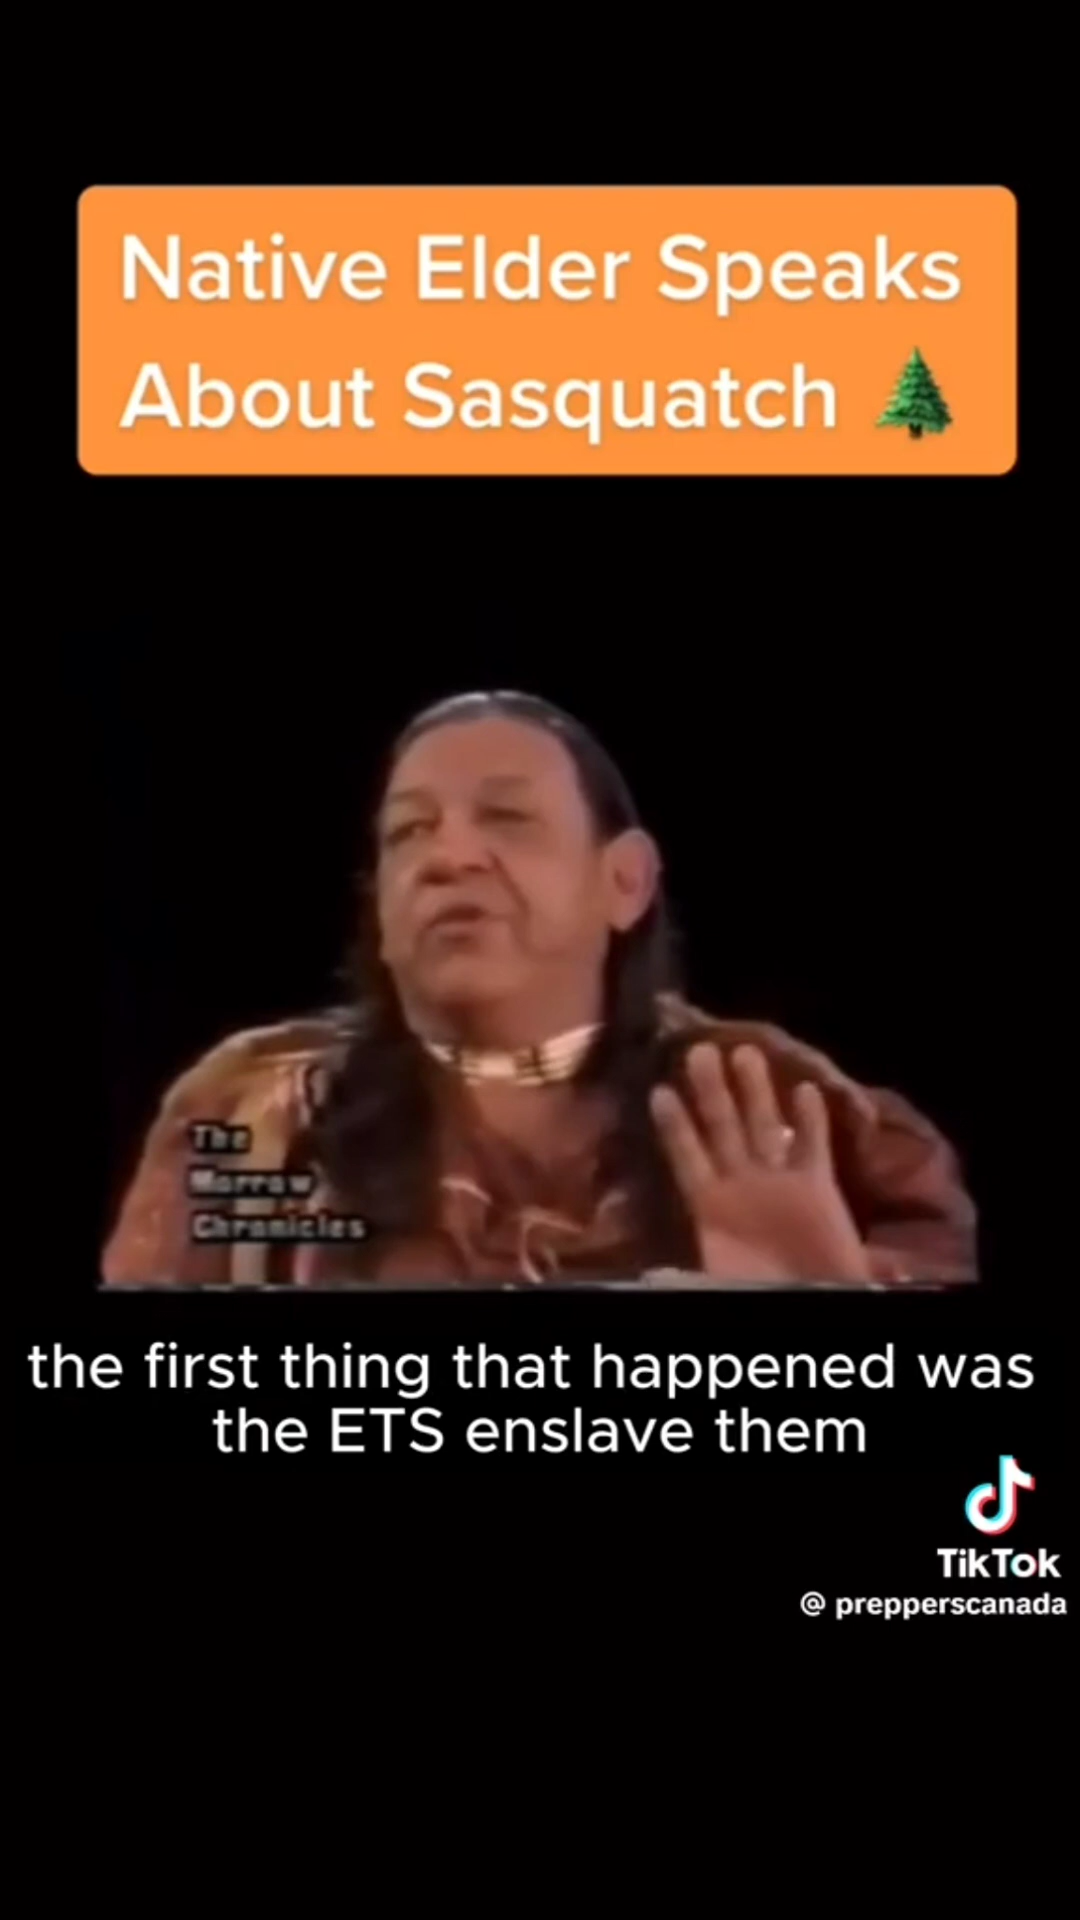 Native Elder Speaks
About Sasquatch
The
Morrow
Chronicles
the first thing that happened was
the ETS enslave them
TikTok
@ prepperscanada